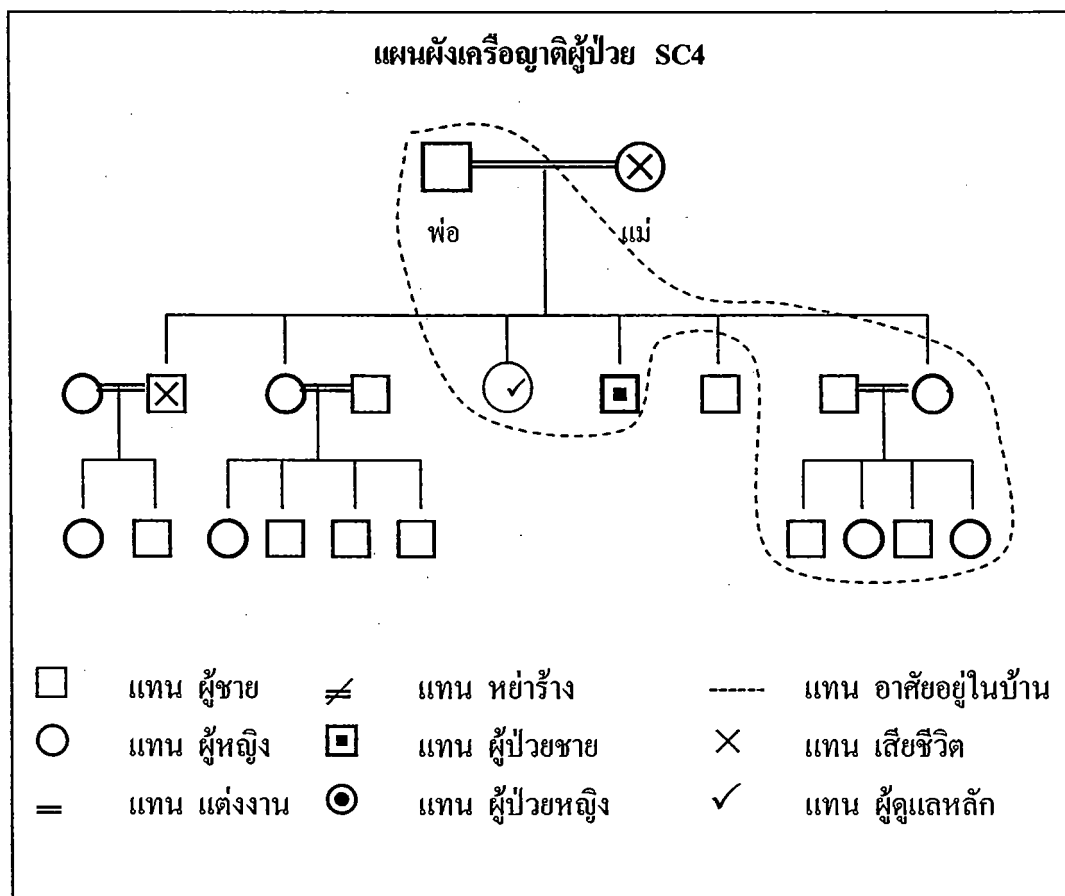 แผนผังเครือญาติผู้ป่วย SC4
พ่อ แม่
แทน ผู้ชาย แทน หย่าร้าง แทน อาศัยอยู่ในบ้าน
แทน ผู้หญิง แทน ผู้ป่วยชาย แทน เสียชีวิต
แทน แต่งงาน แทน ผู้ป่วยหญิง แทน ผู้ดูแลหลัก